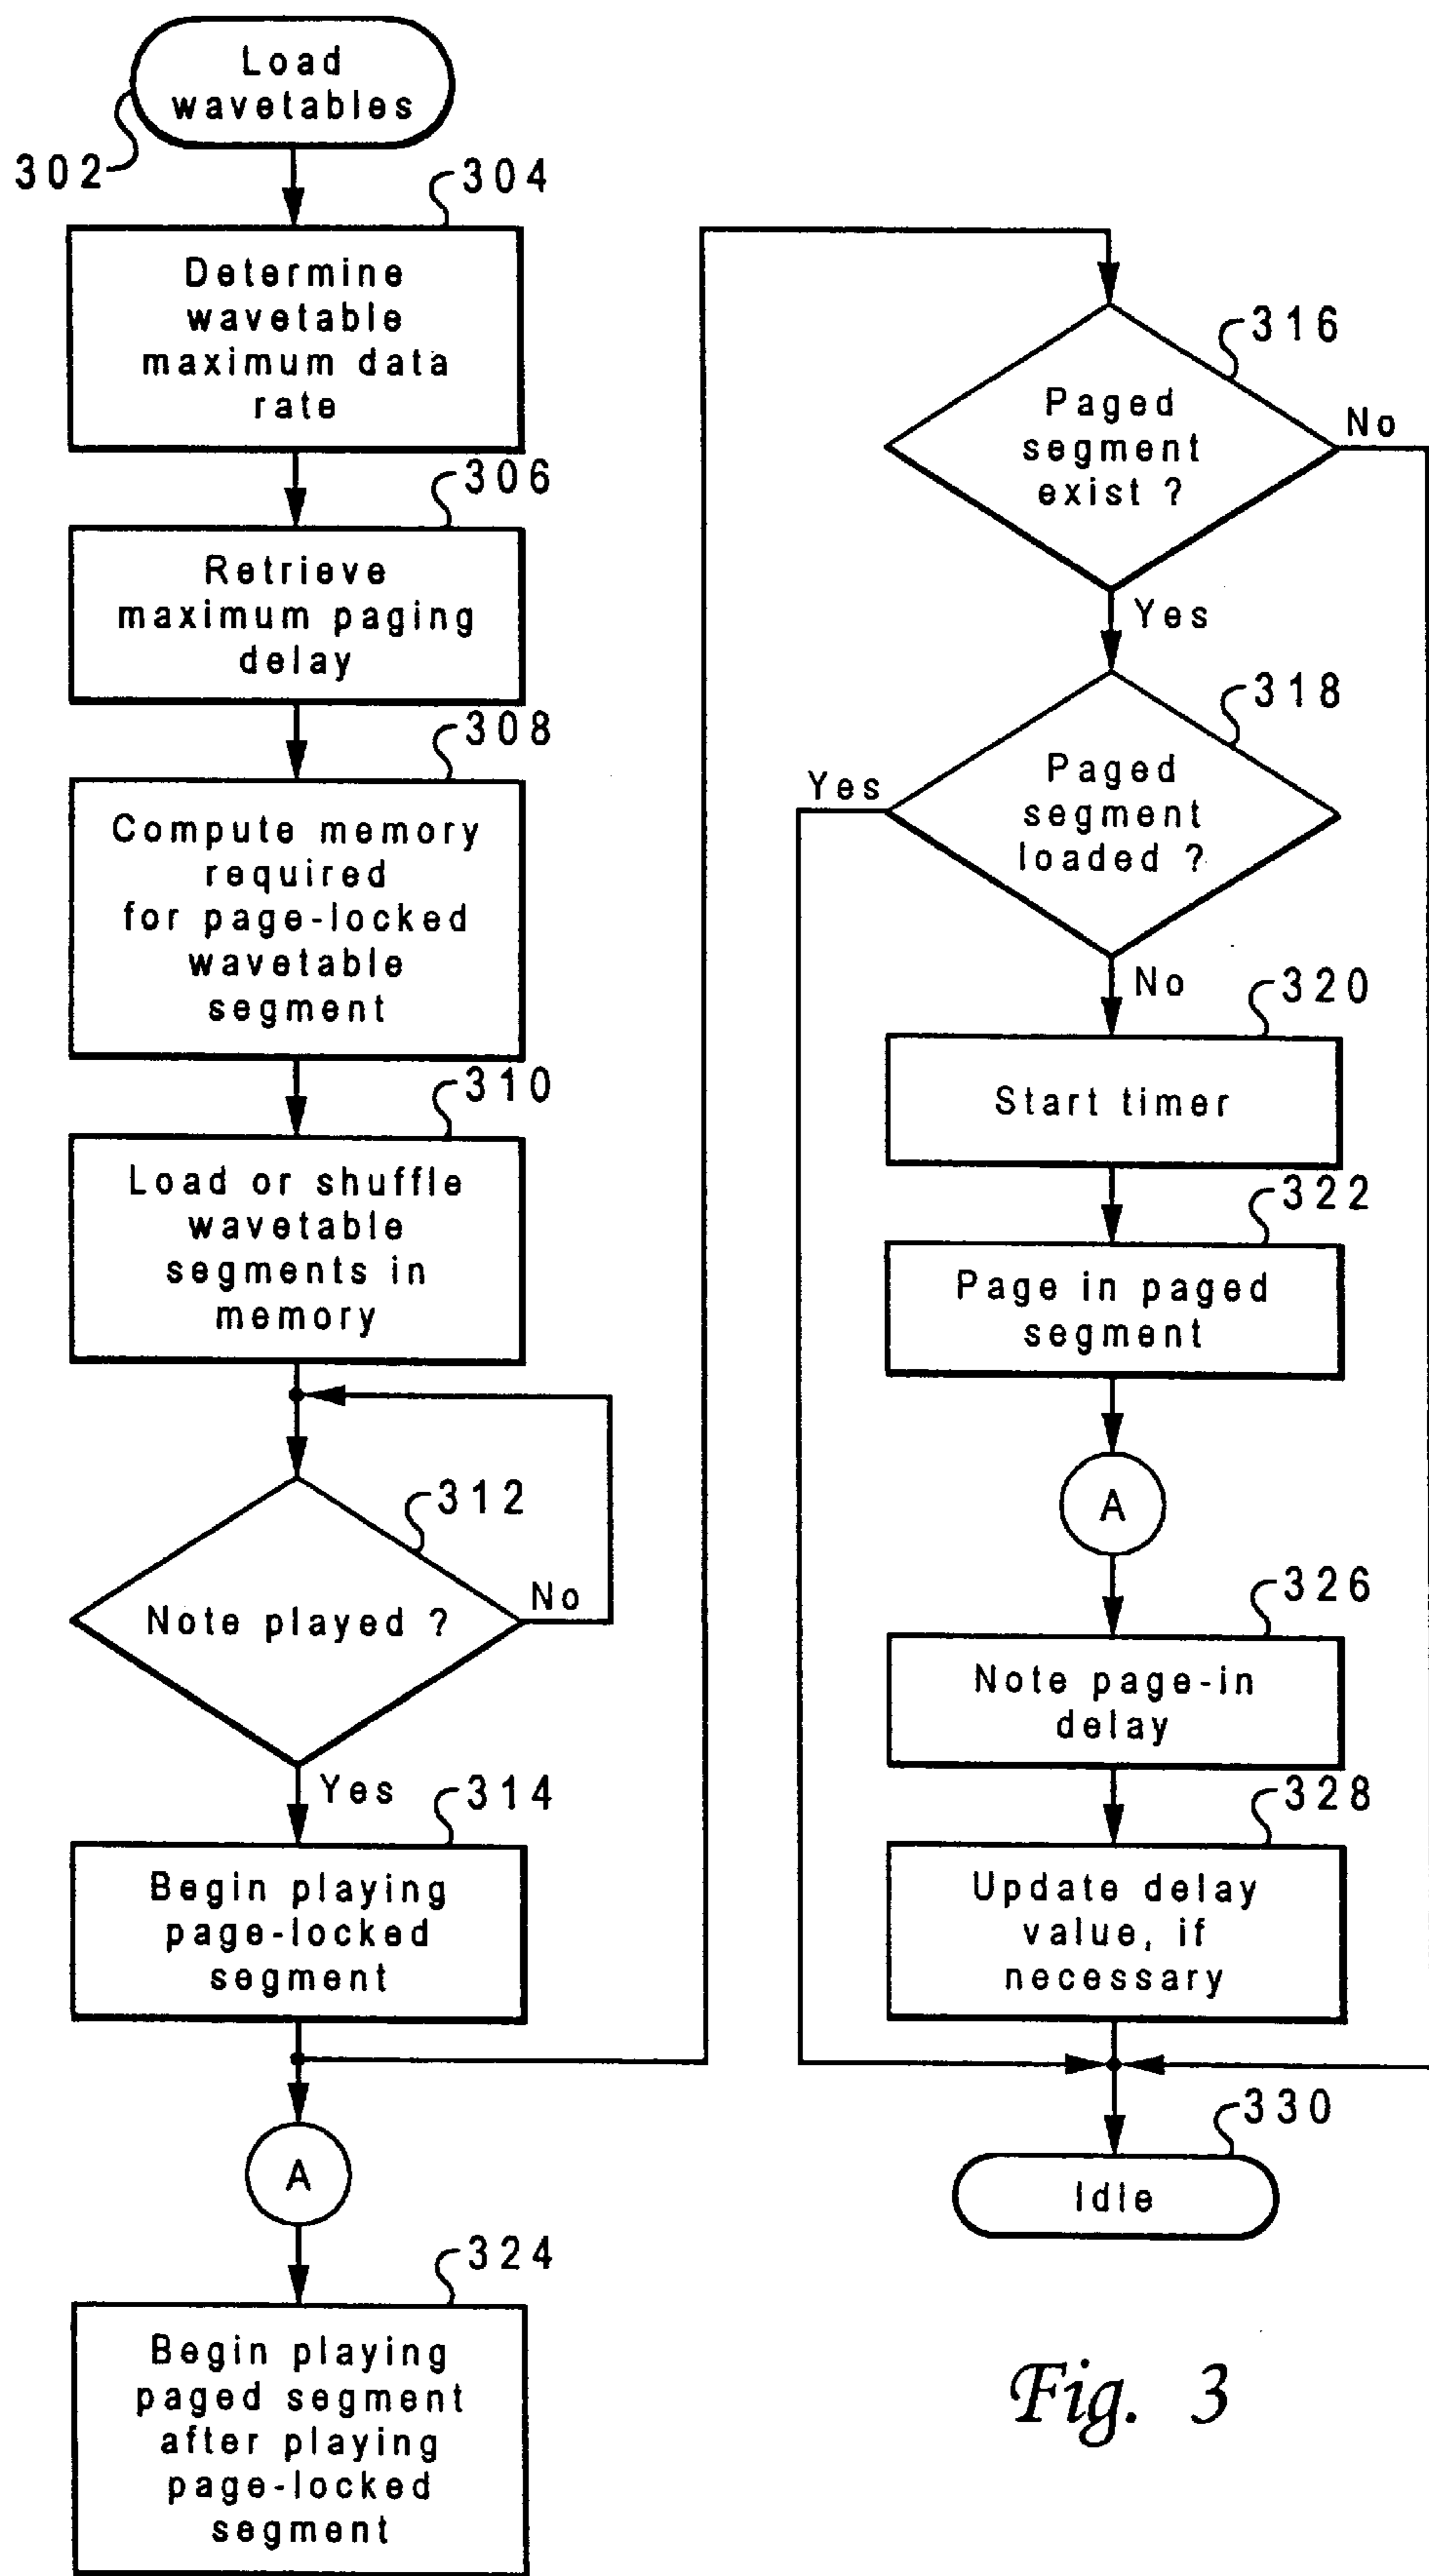 Load
wavetables
302
304
Determine
wavetable
maximum data
rate
306
Retrieve
maximum paging
delay
308
Compute memory
required
for page-locked
wavetable
segment
310
Load or shuffle
wavetable
segments in
memory
312
Note played ?
No
Yes
314
Begin playing
page-locked
segment
A
324
Begin playing
paged segment
after playing
page-locked
segment
316
Paged
segment
exist ?
No
Yes
318
Paged
segment
loaded ?
Yes
No
320
Start timer
322
Page in paged
segment
A
326
Note page-in
delay
328
Update delay
value, if
necessary
330
Idle
Fig. 3